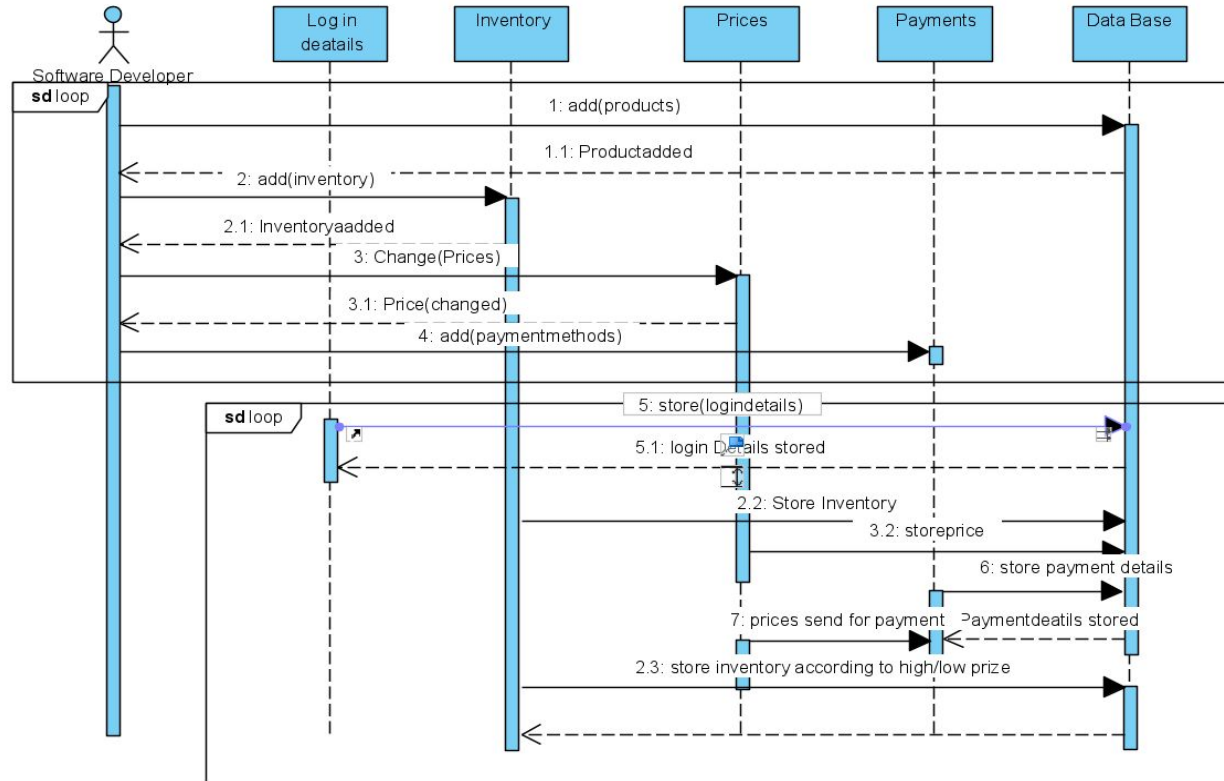 Log in
deatails
Inventory
Prices
Payments
Data Base
Software Developer
sd loop
1: add(products)
1.1: Productadded
2: add(inventory)
2.1: Inventoryaadded
3: Change(Prices)
3.1: Price(changed)
4: add(paymentmethods)
sd loop
5: store(logindetails)
5.1: login Details stored
2.2: Store Inventory
3.2: storeprice
6: store payment details
7: prices send for payment
Paymentdeatils stored
2.3: store inventory according to high/low prize